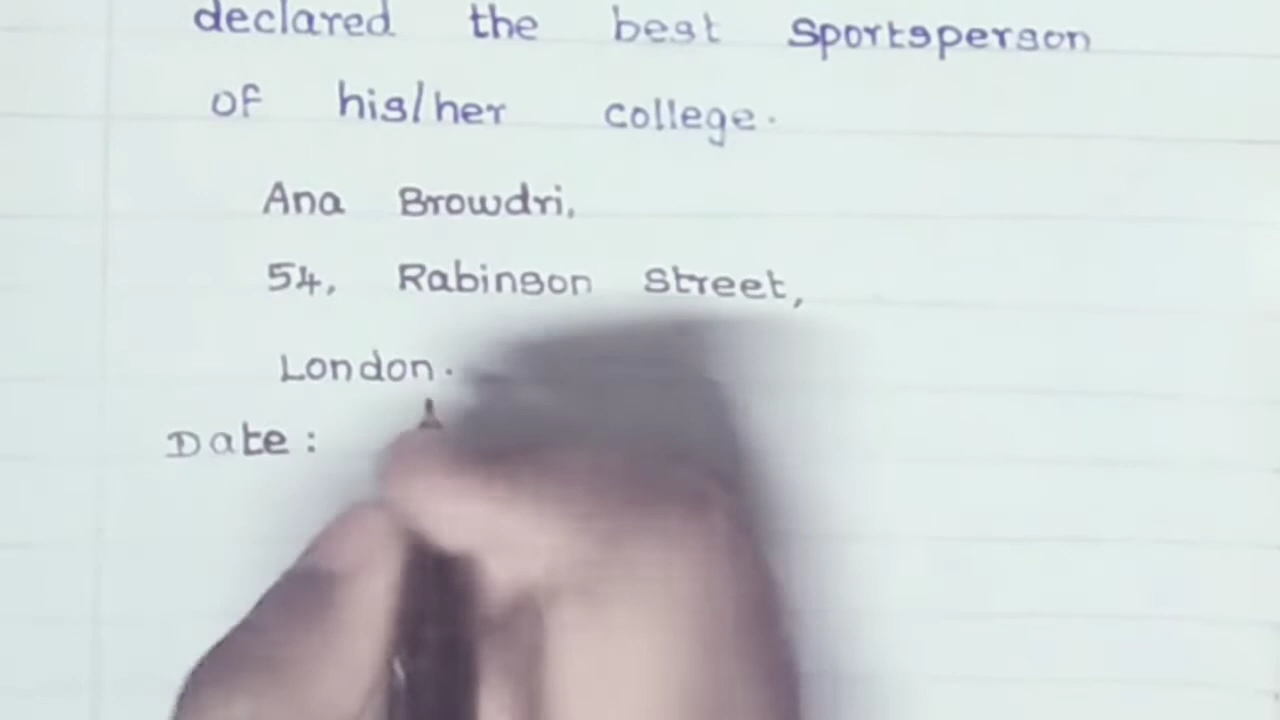 declared the best Sportsperson
of his/her college.
Ana Browdri,
54, Rabinson Street,
London.
Date: